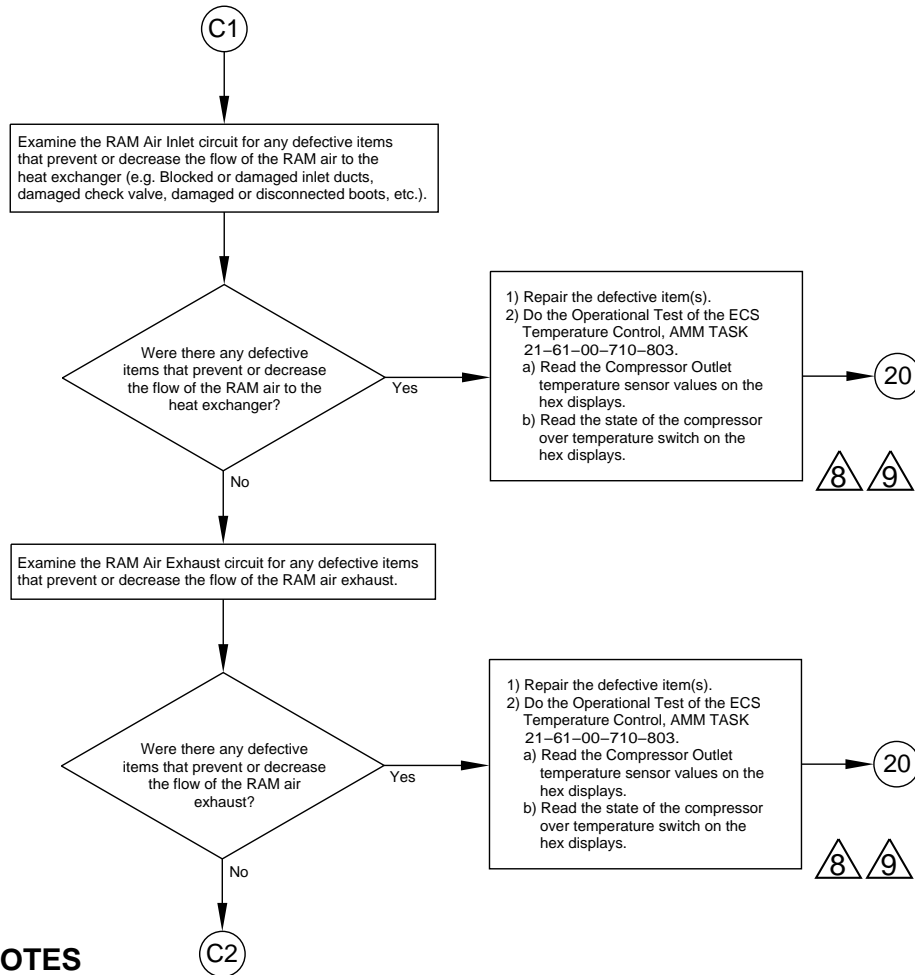 C1
Examine the RAM Air Inlet circuit for any defective items
that prevent or decrease the flow of the RAM air to the
heat exchanger (e.g. Blocked or damaged inlet ducts,
damaged check valve, damaged or disconnected boots, etc.).
Were there any defective
items that prevent or decrease
the flow of the RAM air to the
heat exchanger?
Yes
1) Repair the defective item(s).
2) Do the Operational Test of the ECS
Temperature Control, AMM TASK
21–61–00–710–803.
a) Read the Compressor Outlet
temperature sensor values on the
hex displays.
b) Read the state of the compressor
over temperature switch on the
hex displays.
20
8 9
No
Examine the RAM Air Exhaust circuit for any defective items
that prevent or decrease the flow of the RAM air exhaust.
Were there any defective
items that prevent or decrease
the flow of the RAM air
exhaust?
Yes
1) Repair the defective item(s).
2) Do the Operational Test of the ECS
Temperature Control, AMM TASK
21–61–00–710–803.
a) Read the Compressor Outlet
temperature sensor values on the
hex displays.
b) Read the state of the compressor
over temperature switch on the
hex displays.
20
8 9
No
C2
OTES